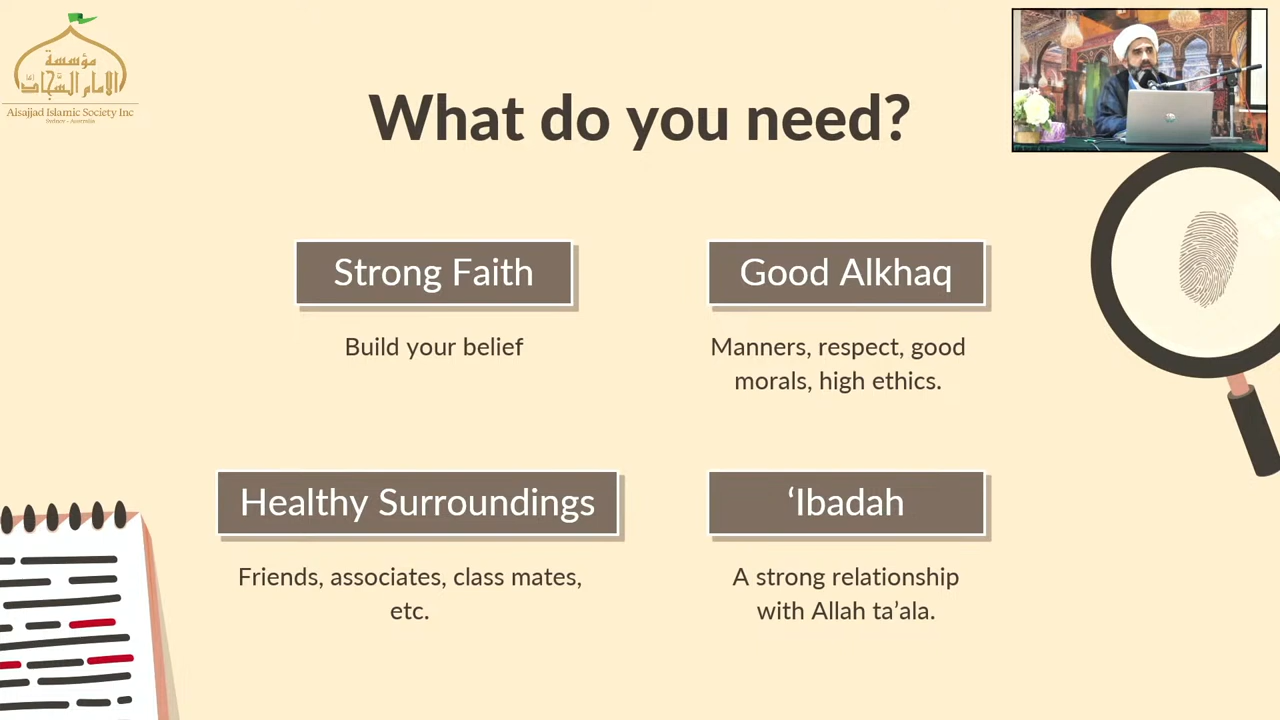 مؤسسة
الإمام السجاد
Alsajjad Islamic Society Inc
Sydney - Australia
What do you need?
Strong Faith
Build your belief
Good Alkhaq
Manners, respect, good
morals, high ethics.
Healthy Surroundings
Friends, associates, class mates,
etc.
‘Ibadah
A strong relationship
with Allah ta’ala.